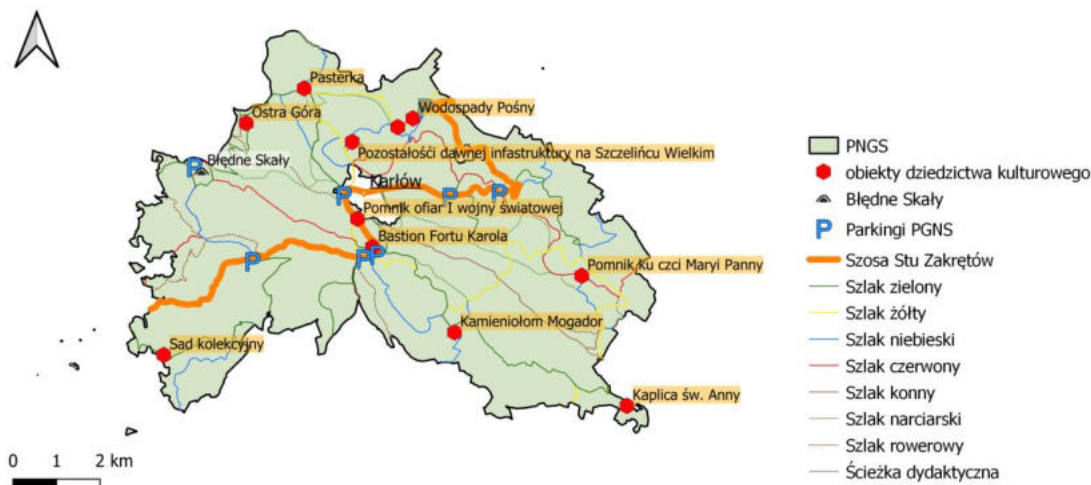 Pasterka
Ostra Góra
Wodospady Pośny
Błędne Skały
Pozostałości dawnej infastruktury na Szczelińcu Wielkim
Karłów
Pomnik ofiar I wojny światowej
Bastion Fortu Karola
Pomnik Ku czci Maryi Panny
Kamieniołom Mogador
Sad kolekcyjny
Kaplica św. Anny
0 1 2 km
PNGS
obiekty dziedzictwa kulturowego
Błędne Skały
P Parkingi PGNS
Szosa Stu Zakrętów
Szlak zielony
Szlak żółty
Szlak niebieski
Szlak czerwony
Szlak konny
Szlak narciarski
Szlak rowerowy
Ścieżka dydaktyczna